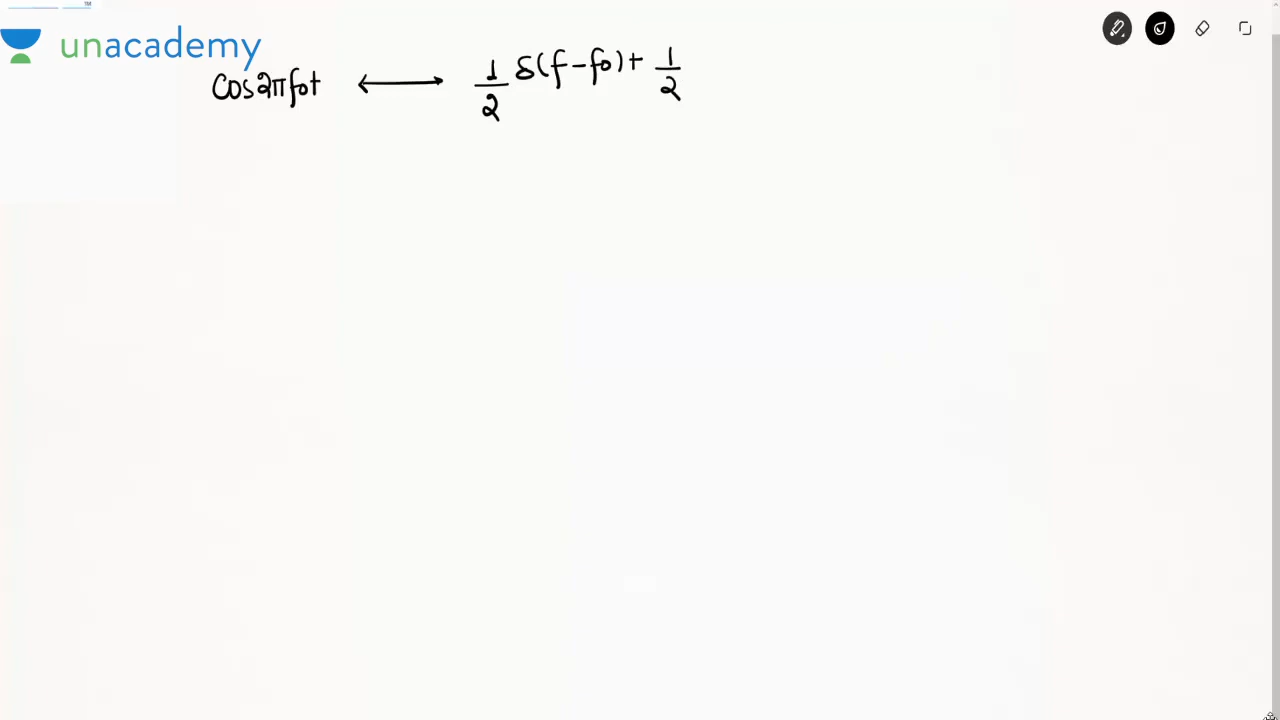 unacademy
cos2πfot ⟷ 1/2 δ(f-fo) + 1/2